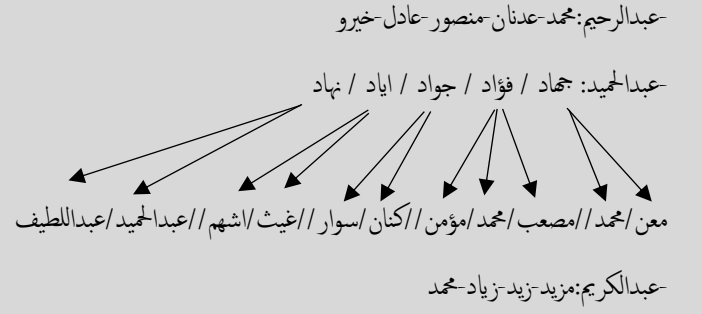 -عبدالرحيم:محمد-عدنان-منصور-عادل-خيرو
-عبدالحميد: جهاد / فؤاد / جواد / اياد / نهاد
معن/محمد//مصعب/محمد/مؤمن//كنان/سوار//غيث/اشهم//عبدالحميد/عبداللطيف
-عبدالكريم:مزيد-زيد-زياد-محمد